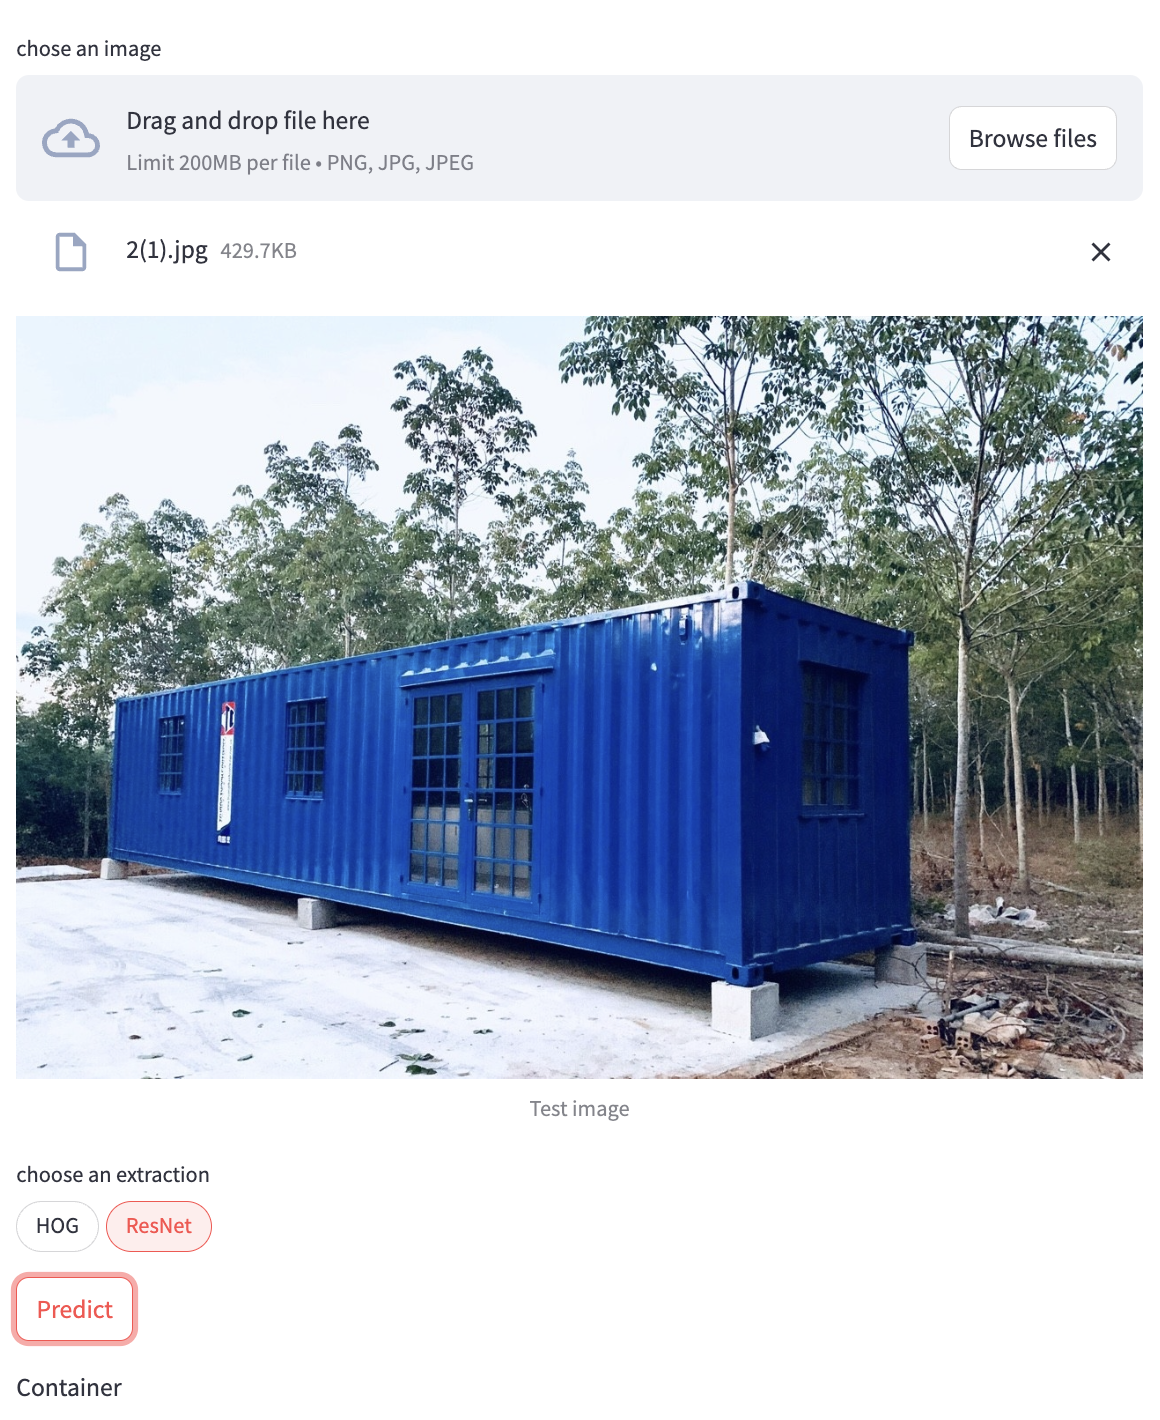 chose an image
Drag and drop file here
Limit 200MB per file • PNG, JPG, JPEG
Browse files
2(1).jpg 429.7KB
Test image
choose an extraction
HOG
ResNet
Predict
Container